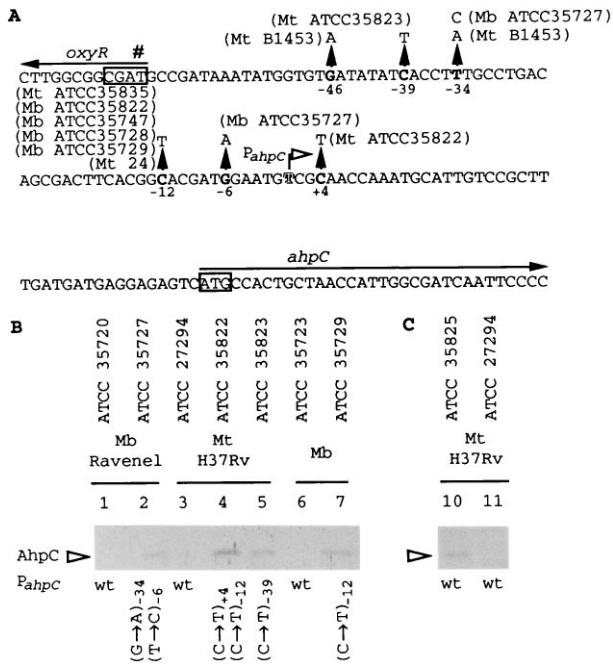 A
(Mt ATCC35823) C (Mb ATCC35727)
oxyR # (Mt B1453) A T A (Mt B1453)
CTTGGCGGCGATGCCGATAAATATGGTGTGATATATCACCTTTGCCTGAC
-46 -39 -34
(Mt ATCC35835)
(Mb ATCC35822)
(Mb ATCC35747)
(Mb ATCC35728)
(Mb ATCC35729)
(Mt 24)
(Mb ATCC35727)
T A PahpC T (Mt ATCC35822)
AGCGACTTCACGGCACGATGGAATGTCGCAACCAAATGCATTGTCCGCTT
-12 -6 +4
ahpC
TGATGATGAGGAGAGTCATGCCACTGCTAACCATTGGCGATCAATTCCCC
B
ATCC 35720
ATCC 35727
ATCC 27294
ATCC 35822
ATCC 35823
ATCC 35723
ATCC 35729
Mb Ravenel
Mt H37Rv
Mb
1 2 3 4 5 6 7
AhpC
PahpC wt wt wt
(G→A)-34
(T→C)-6
(C→T)+4
(C→T)-12
(C→T)-39
(C→T)-12
C
ATCC 35825
ATCC 27294
Mt H37Rv
10 11
wt wt